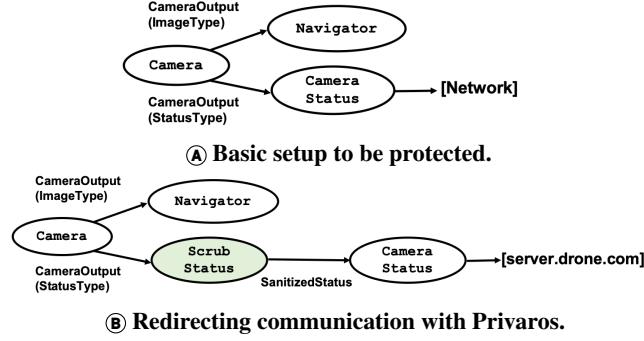 CameraOutput
(ImageType)
Navigator
Camera
Camera
Status
[Network]
CameraOutput
(StatusType)
Ⓐ Basic setup to be protected.
CameraOutput
(ImageType)
Navigator
Camera
Scrub
Status
Camera
Status
[server.drone.com]
CameraOutput
(StatusType)
SanitizedStatus
Ⓑ Redirecting communication with Privaros.